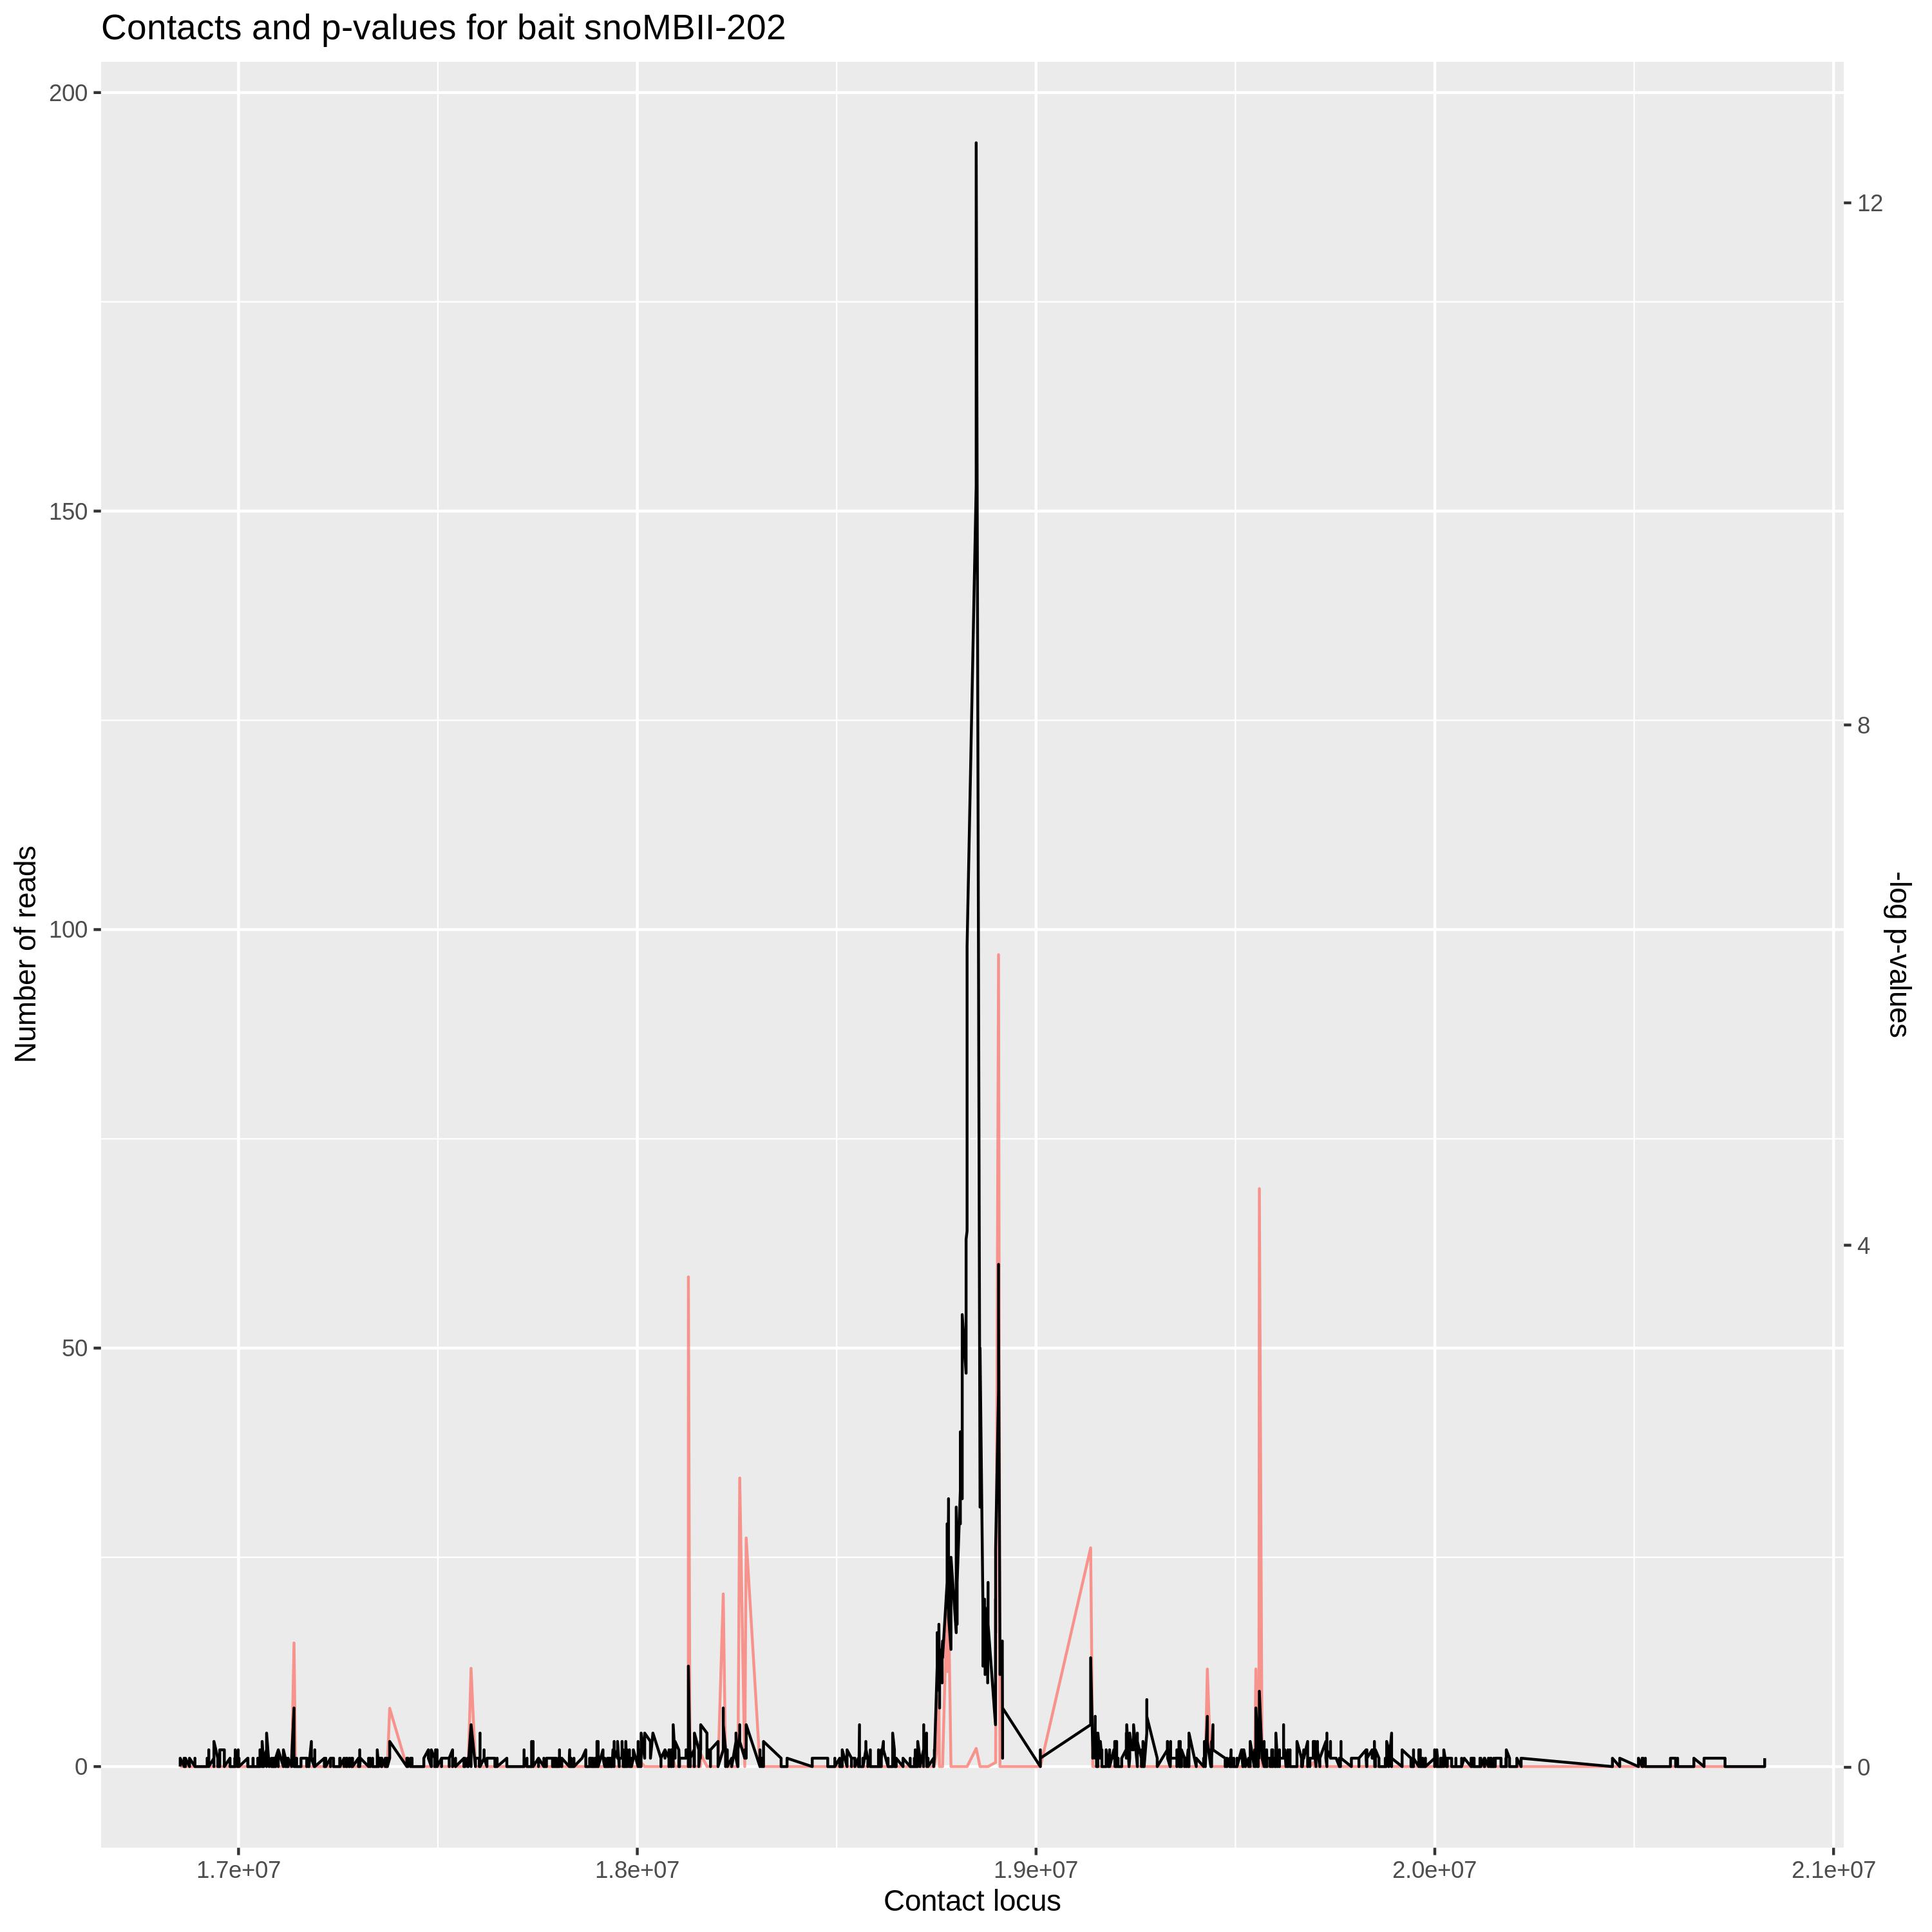 Contacts and p-values for bait snoMBII-202
200
150
100
50
0
Number of reads
12
8
4
0
-log p-values
1.7e+07 1.8e+07 1.9e+07 2.0e+07 2.1e+07
Contact locus